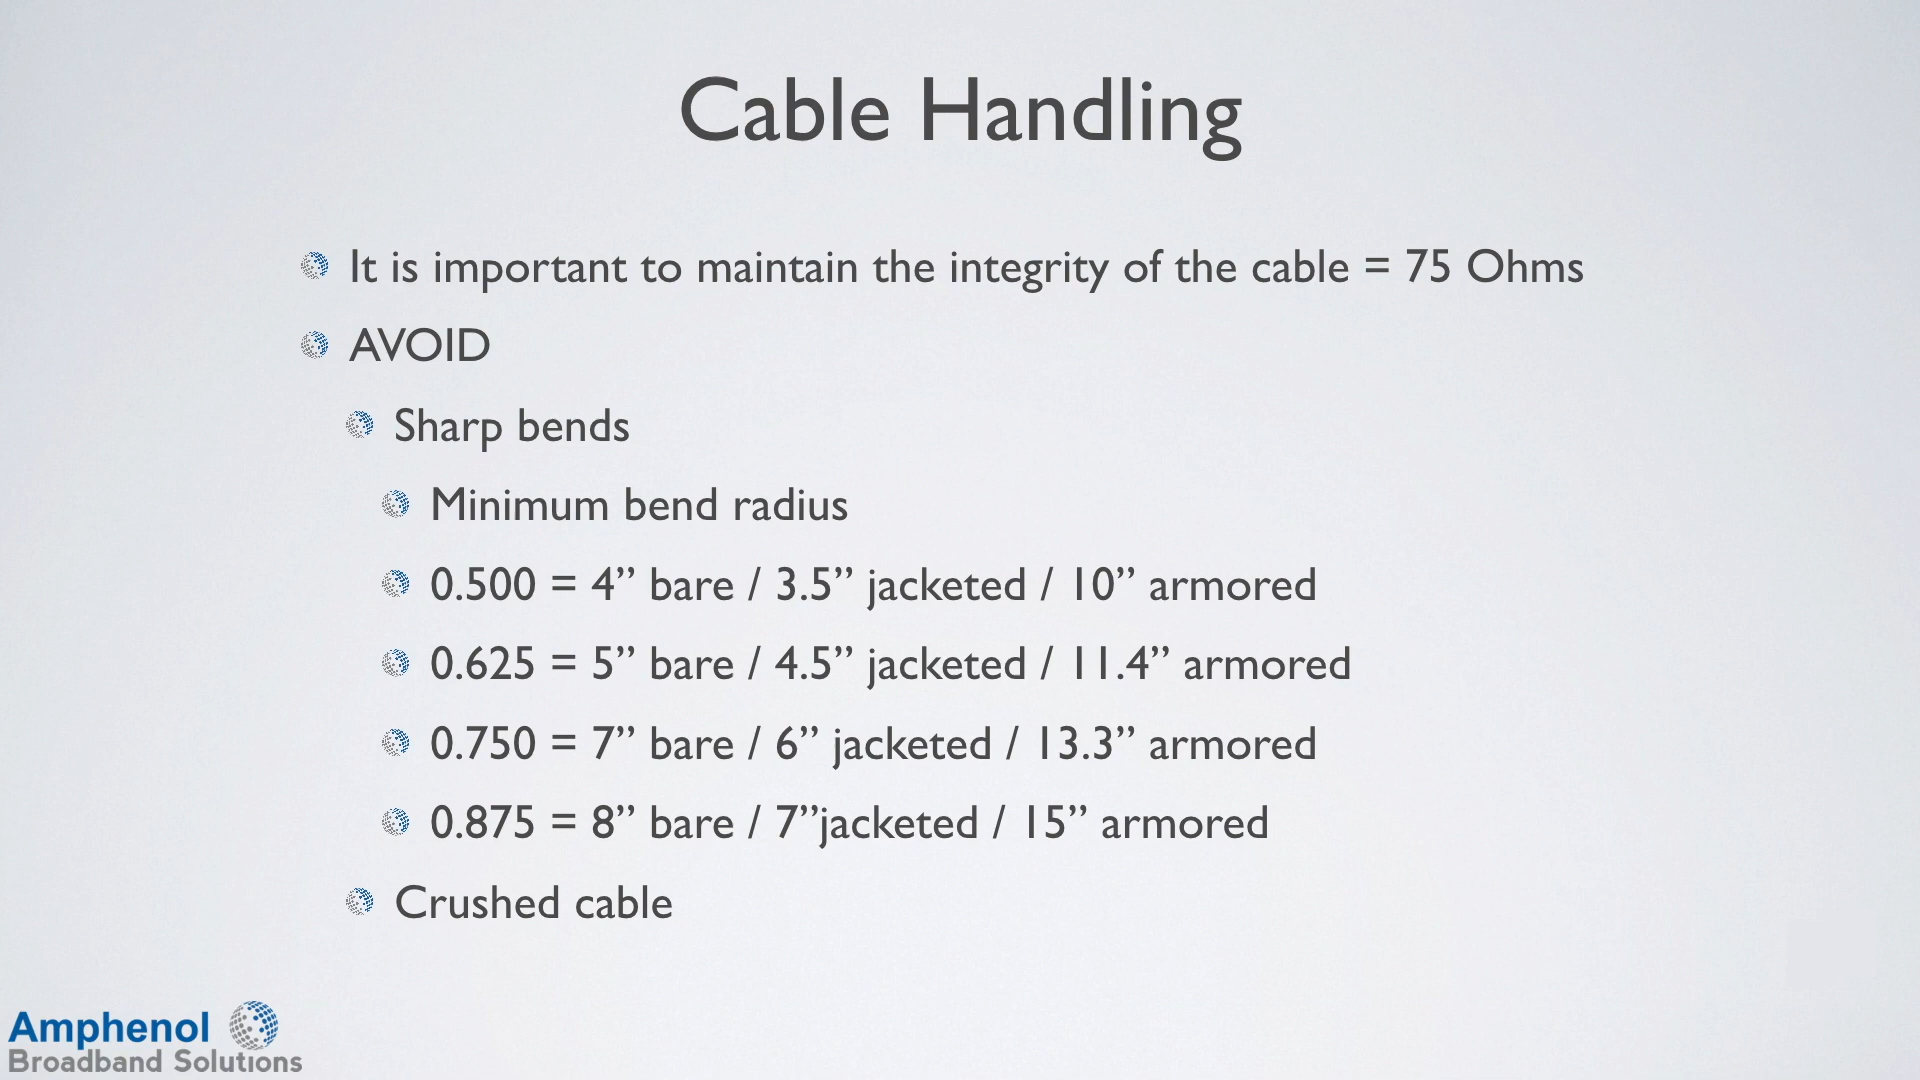 Cable Handling
It is important to maintain the integrity of the cable = 75 Ohms
AVOID
Sharp bends
Minimum bend radius
0.500 = 4” bare / 3.5” jacketed / 10” armored
0.625 = 5” bare / 4.5” jacketed / 11.4” armored
0.750 = 7” bare / 6” jacketed / 13.3” armored
0.875 = 8” bare / 7”jacketed / 15” armored
Crushed cable
Amphenol
Broadband Solutions